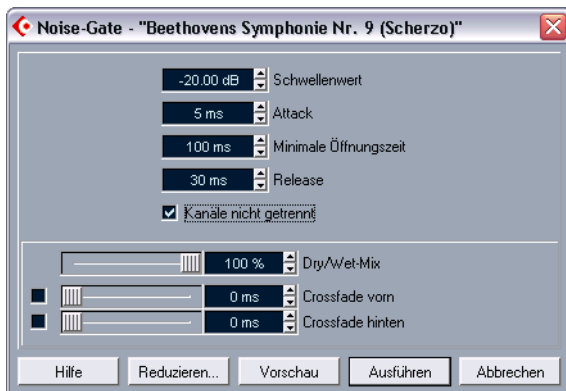 Noise-Gate - "Beethovens Symphonie Nr. 9 (Scherzo)"
-20.00 dB Schwellenwert
5 ms Attack
100 ms Minimale Öffnungszeit
30 ms Release
Kanäle nicht getrennt
100 % Dry/Wet-Mix
0 ms Crossfade vorn
0 ms Crossfade hinten
Hilfe Reduzieren... Vorschau Ausführen Abbrechen